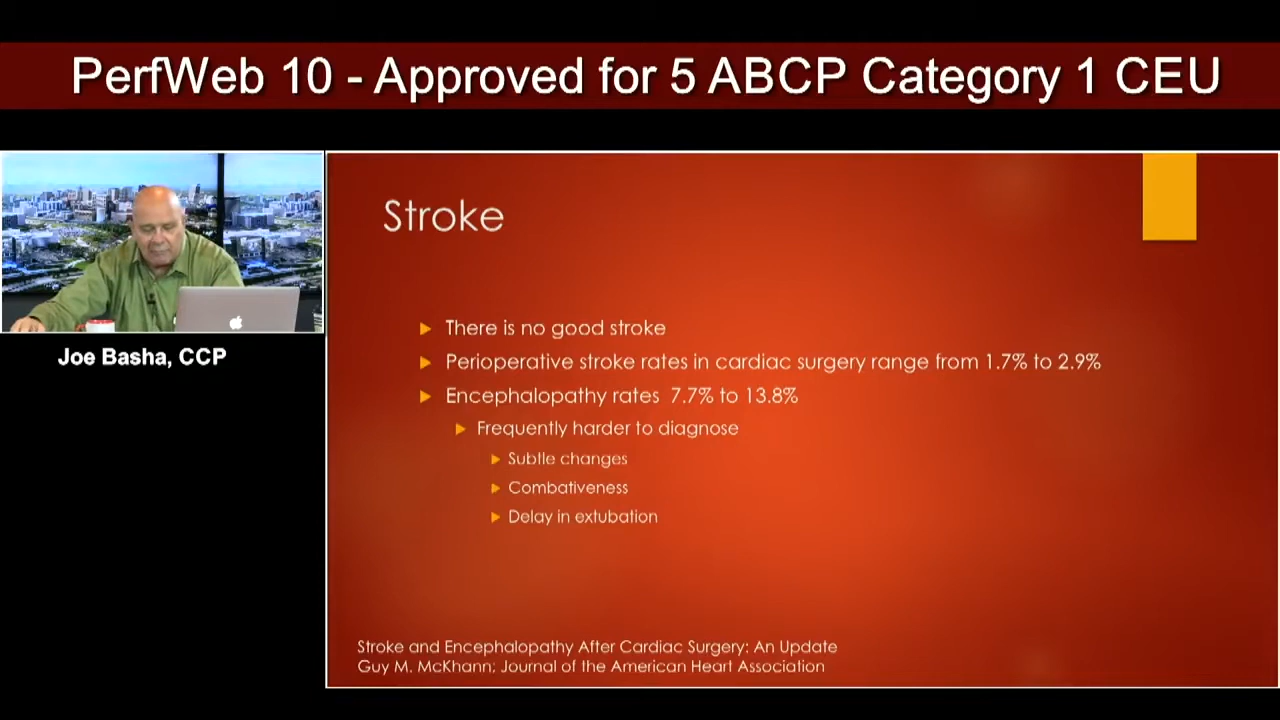 PerfWeb 10 - Approved for 5 ABCP Category 1 CEU
Joe Basha, CCP
Stroke
There is no good stroke
Perioperative stroke rates in cardiac surgery range from 1.7% to 2.9%
Encephalopathy rates 7.7% to 13.8%
Frequently harder to diagnose
Subtle changes
Combativeness
Delay in extubation
Stroke and Encephalopathy After Cardiac Surgery: An Update
Guy M. McKhann; Journal of the American Heart Association